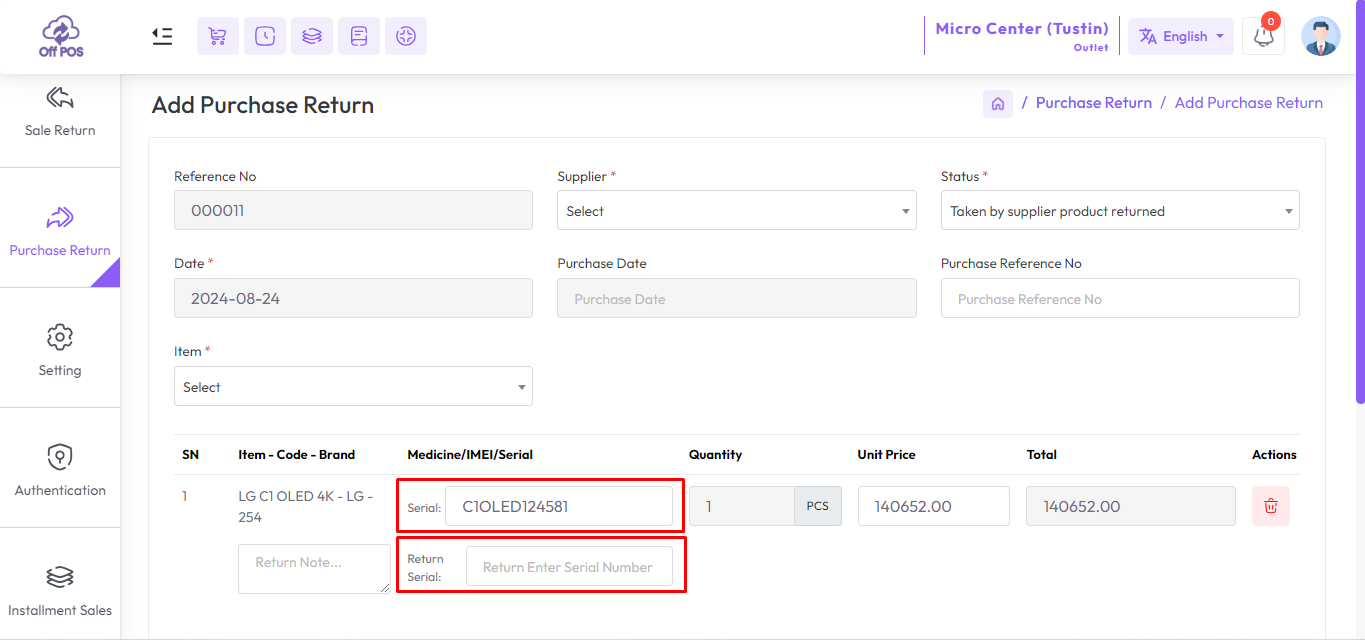 Off POS
Micro Center (Tustin)
Outlet
English
0
Sale Return
Purchase Return
Setting
Authentication
Installment Sales
Add Purchase Return
/ Purchase Return / Add Purchase Return
Reference No
000011
Supplier *
Select
Status *
Taken by supplier product returned
Date *
2024-08-24
Purchase Date
Purchase Date
Purchase Reference No
Purchase Reference No
Item *
Select
SN Item - Code - Brand Medicine/IMEI/Serial Quantity Unit Price Total Actions
1 LG C1 OLED 4K - LG -
254
Serial: C1OLED124581
1 PCS
140652.00
140652.00
Return Note...
Return
Serial:
Return Enter Serial Number